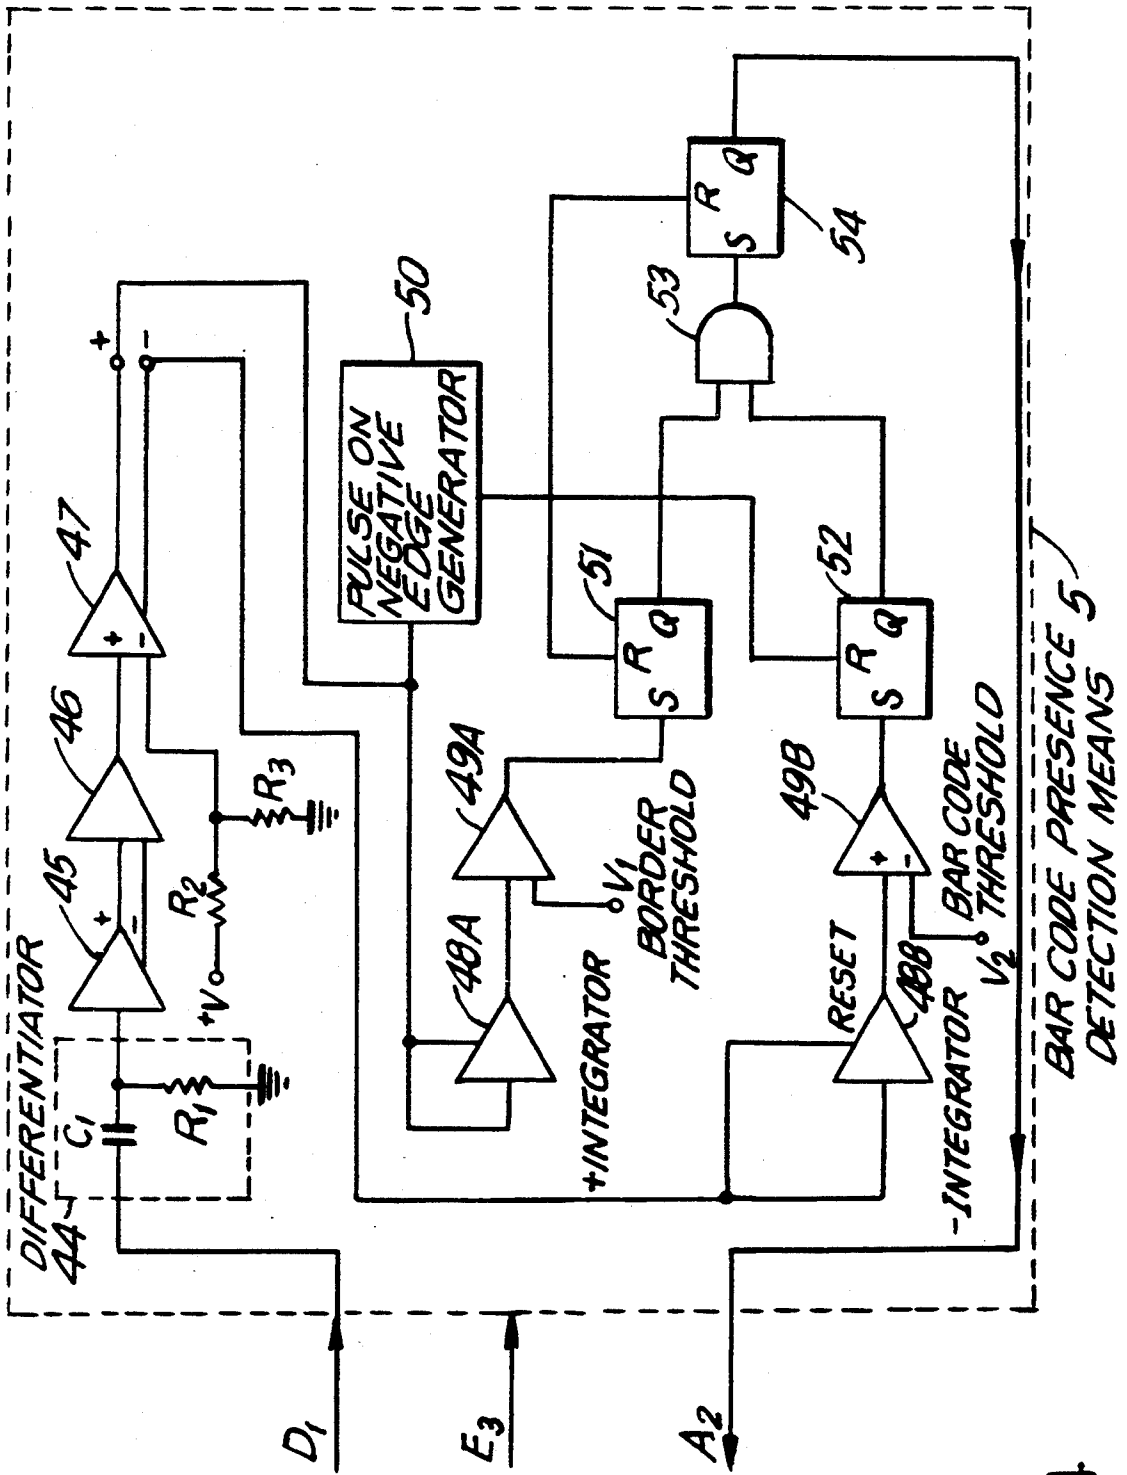 DIFFERENTIATOR
44
C1
R1
45
+
-
46
R2
+V
R3
47
+
-
+
-
50
PULSE ON
NEGATIVE
EDGE
GENERATOR
48A
+INTEGRATOR
49A
V1
BORDER
THRESHOLD
51
S
R
Q
53
54
S
R
Q
RESET
48B
-INTEGRATOR
49B
+
-
V2
BAR CODE
THRESHOLD
52
S
R
Q
D1
E3
A2
BAR CODE PRESENCE
DETECTION MEANS
5